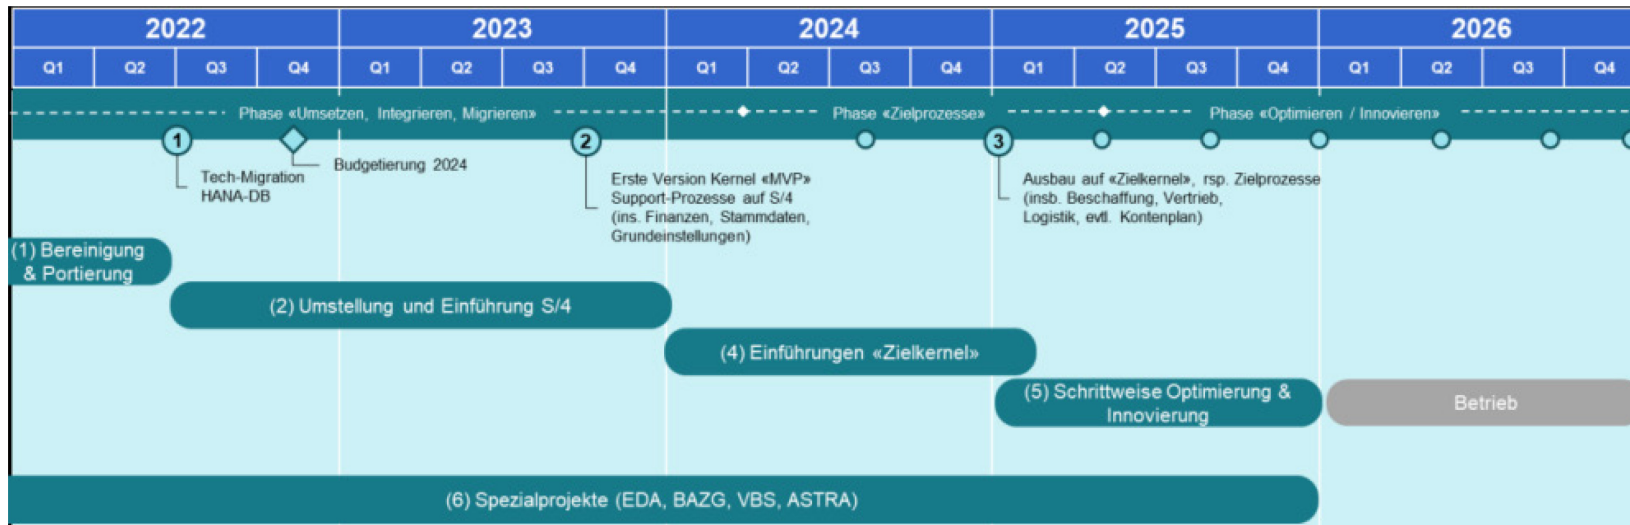 2022 2023 2024 2025 2026
Q1 Q2 Q3 Q4 Q1 Q2 Q3 Q4 Q1 Q2 Q3 Q4 Q1 Q2 Q3 Q4 Q1 Q2 Q3 Q4
Phase «Umsetzen, Integrieren, Migrieren» Phase «Zielprozesse» Phase «Optimieren / Innovieren»
1 2 3
Tech-Migration
HANA-DB
Budgetierung 2024
Erste Version Kernel «MVP»
Support-Prozesse auf S/4
(ins. Finanzen, Stammdaten,
Grundeinstellungen)
Ausbau auf «Zielkernel», rsp. Zielprozesse
(insb. Beschaffung, Vertrieb,
Logistik, evtl. Kontenplan)
(1) Bereinigung
& Portierung
(2) Umstellung und Einführung S/4
(4) Einführungen «Zielkernel»
(5) Schrittweise Optimierung &
Innovierung
Betrieb
(6) Spezialprojekte (EDA, BAZG, VBS, ASTRA)